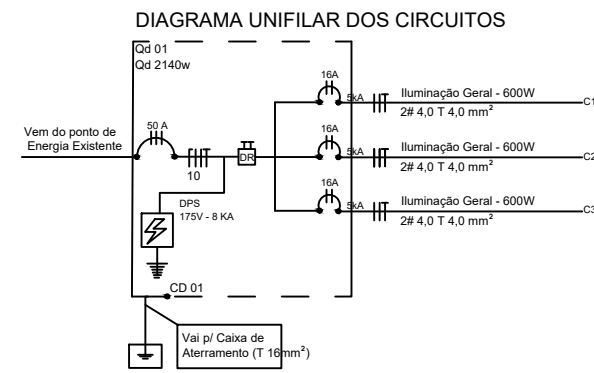 DIAGRAMA UNIFILAR DOS CIRCUITOS
Qd 01
Qd 2140w
Vem do ponto de
Energia Existente
50 A
10
DR
DPS
175V - 8 KA
16A
5kA
Iluminação Geral - 600W
2# 4,0 T 4,0 mm²
C1
16A
5kA
Iluminação Geral - 600W
2# 4,0 T 4,0 mm²
C2
16A
5kA
Iluminação Geral - 600W
2# 4,0 T 4,0 mm²
C3
CD 01
Vai p/ Caixa de
Aterramento (T 16mm²)